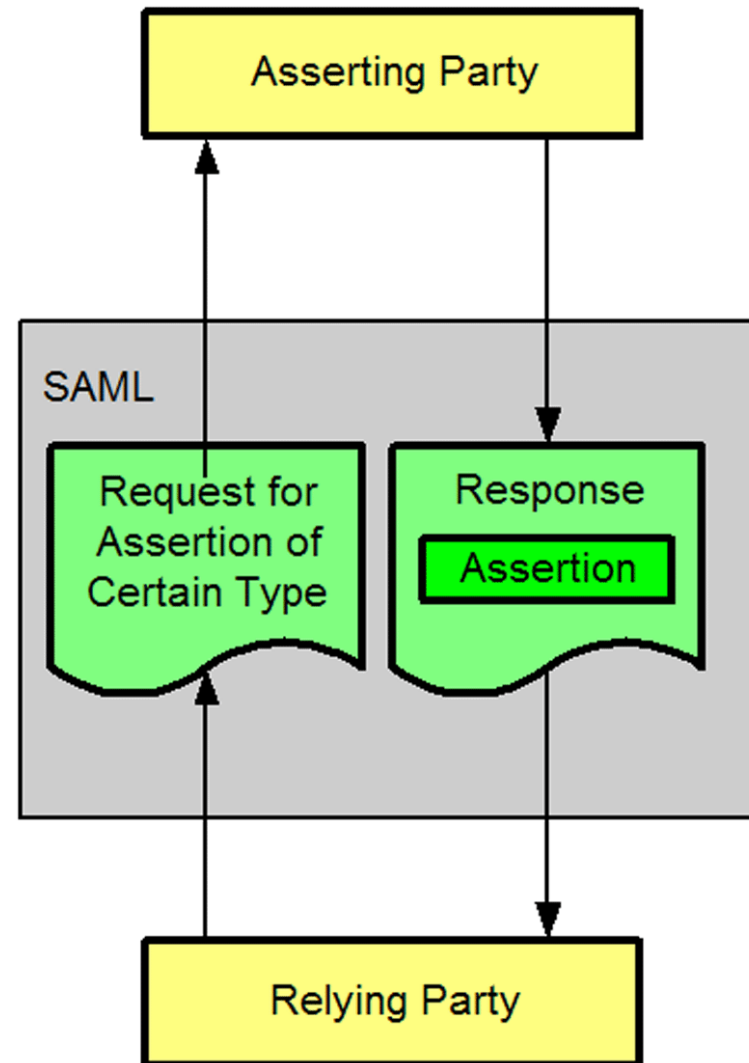 Asserting Party
SAML
Request for
Assertion of
Certain Type
Response
Assertion
Relying Party